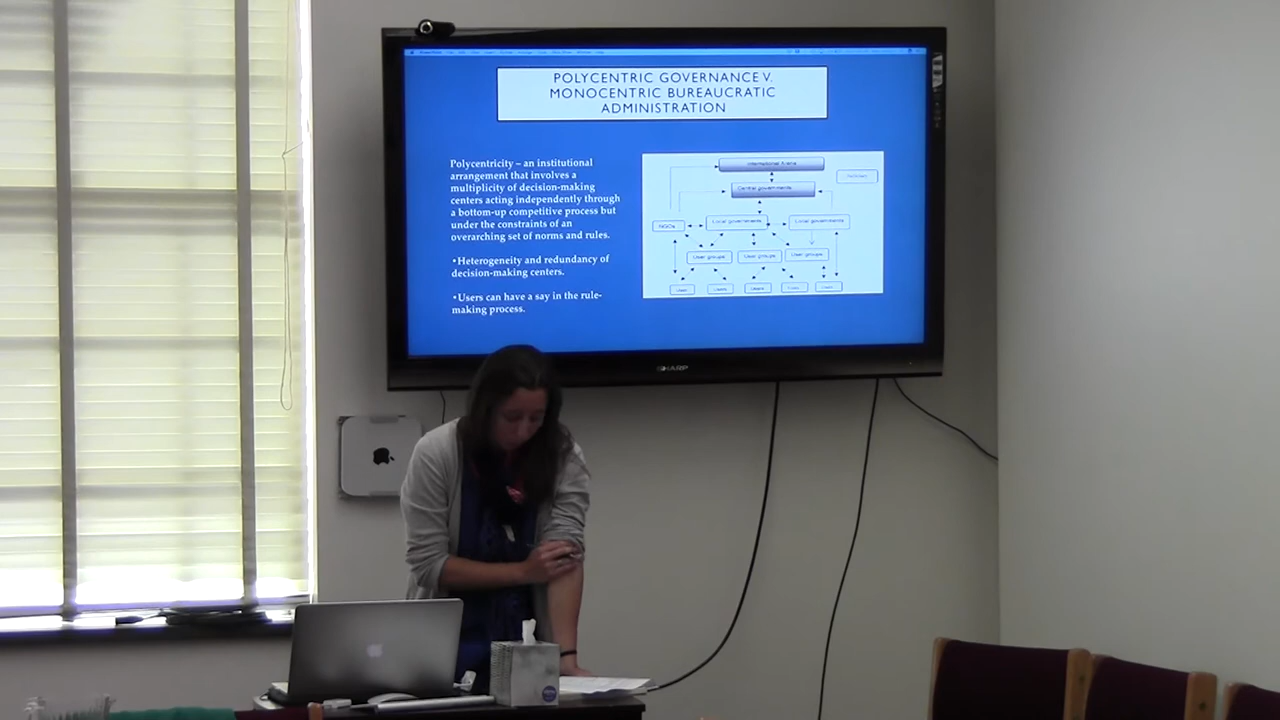 POLYCENTRIC GOVERNANCE V.
MONOCENTRIC BUREAUCRATIC
ADMINISTRATION
Polycentricity – an institutional
arrangement that involves a
multiplicity of decision-making
centers acting independently through
a bottom-up competitive process but
under the constraints of an
overarching set of norms and rules.
•Heterogeneity and redundancy of
decision-making centers.
•Users can have a say in the rule-
making process.
International Arena
Central governments
NGOs
Local governments
Local governments
User groups
User groups
User groups
Users
Users
SHARP